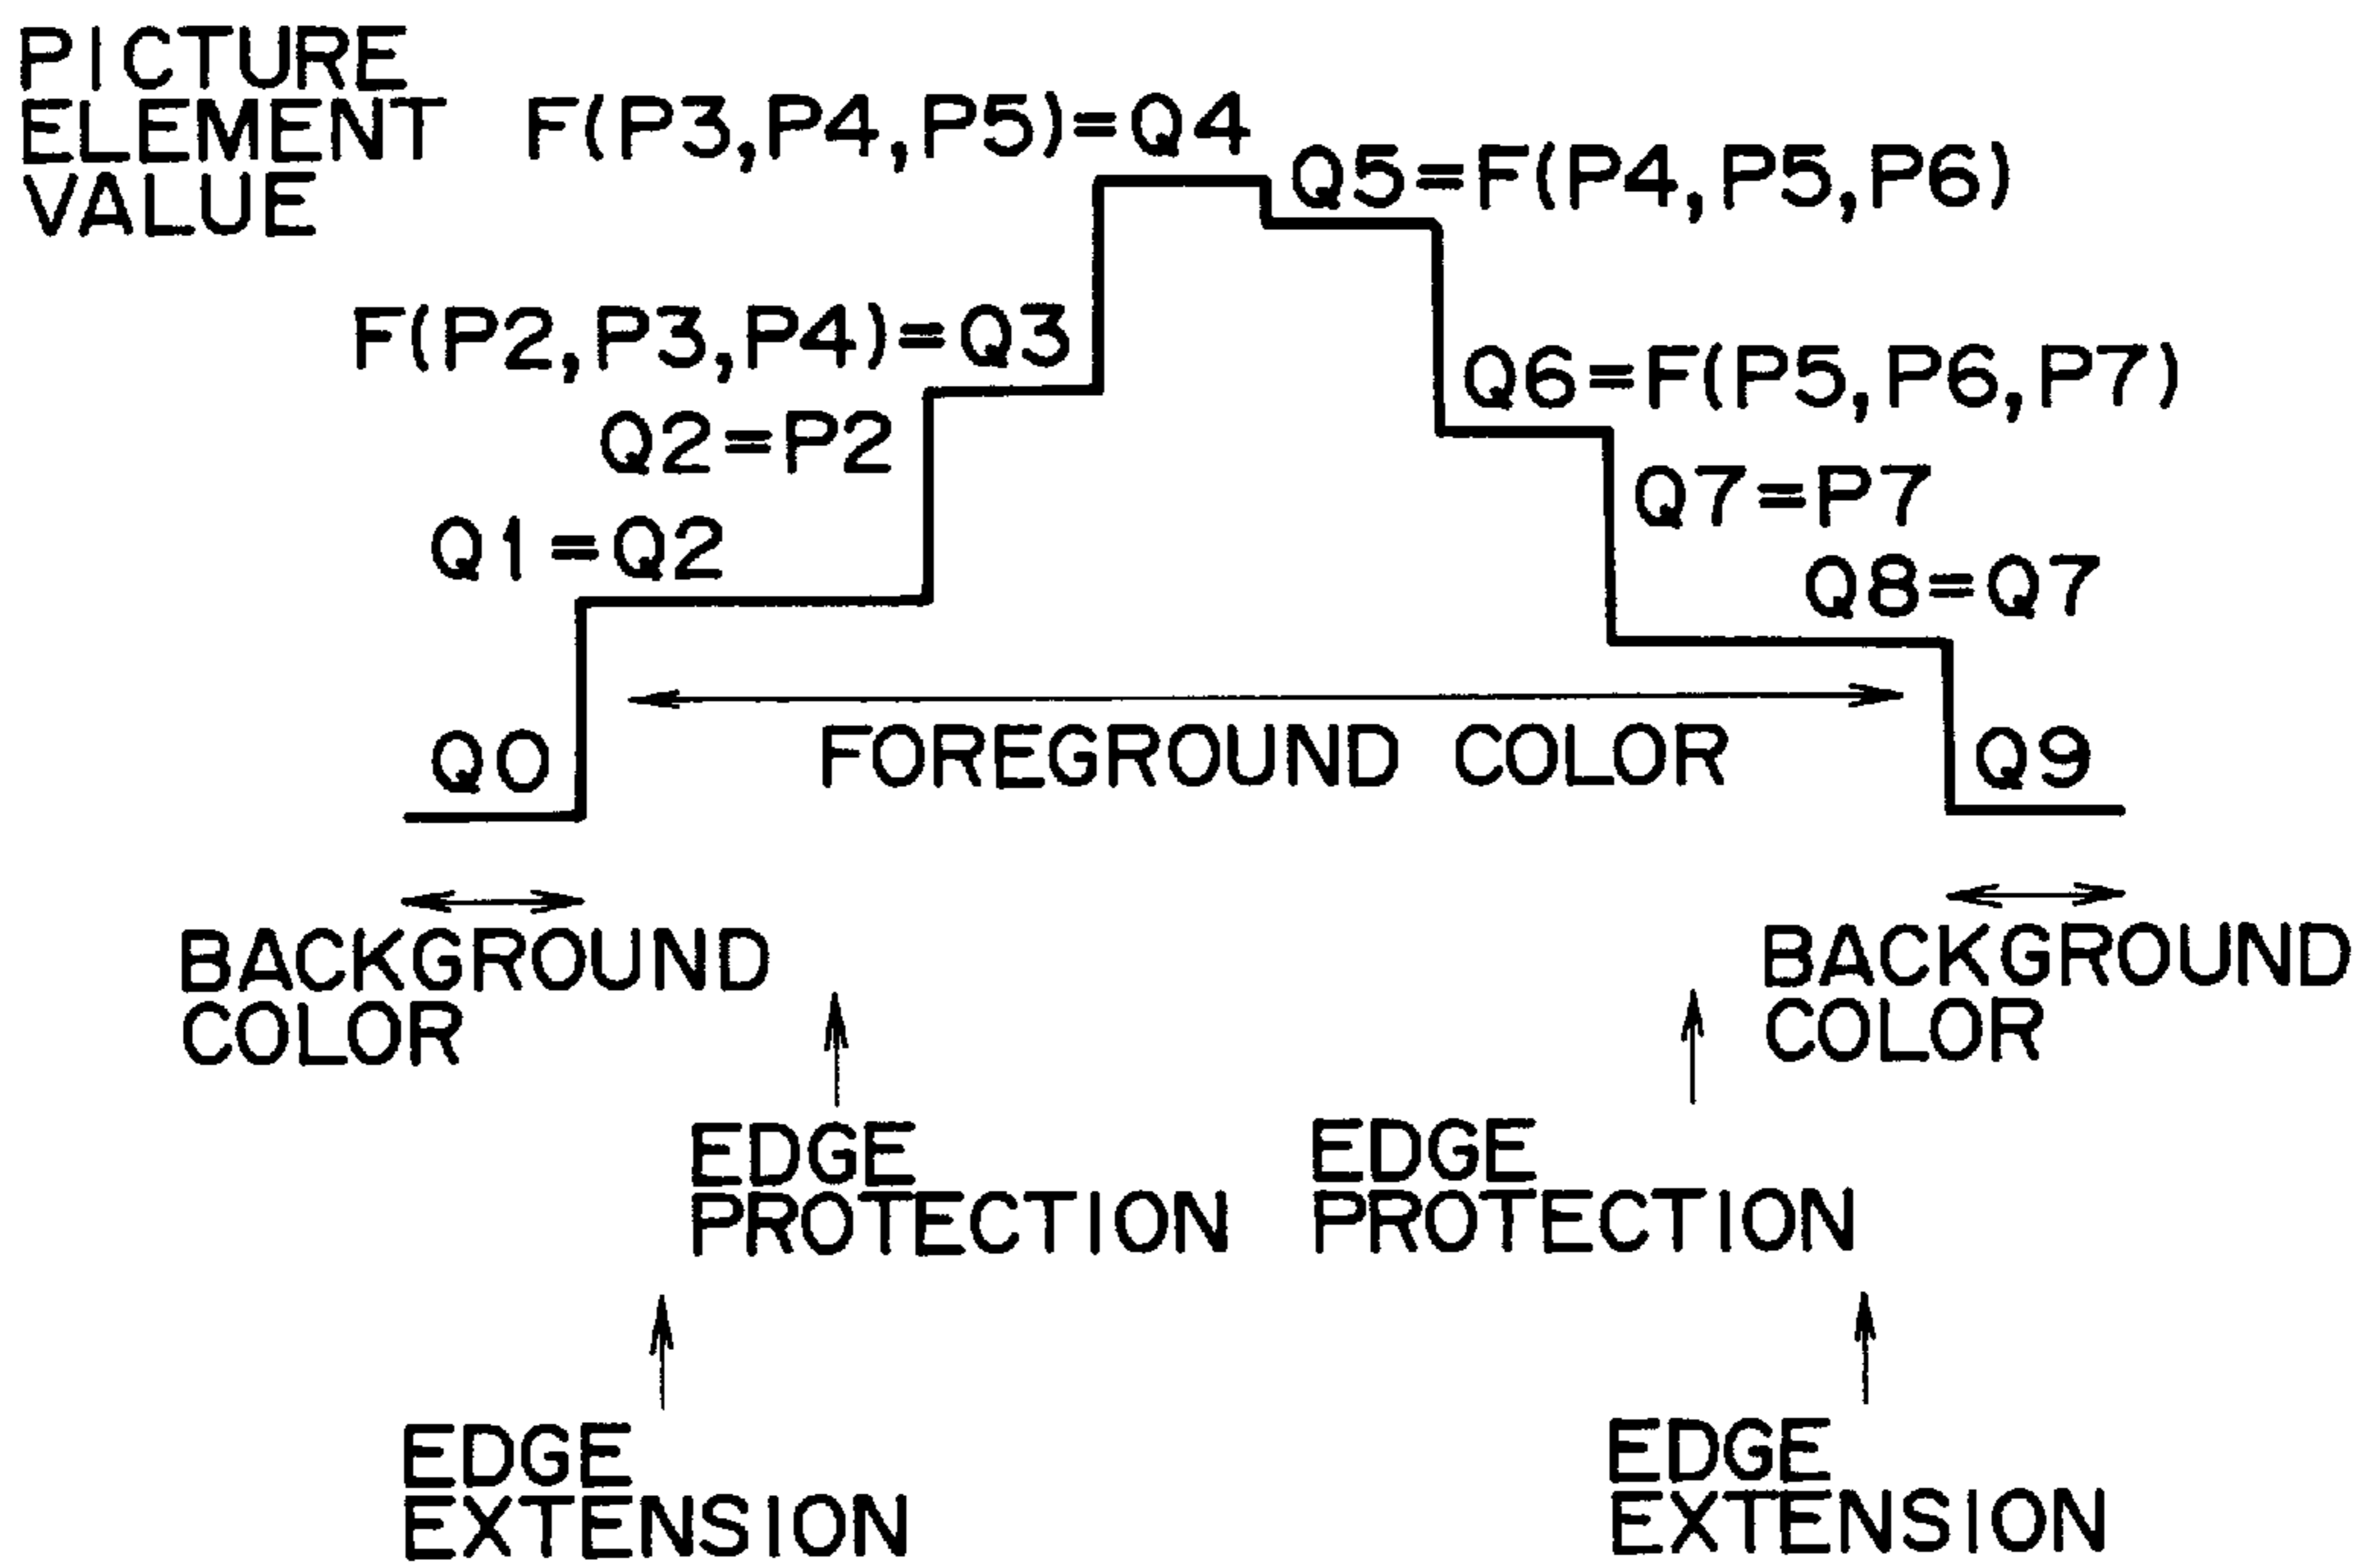 PICTURE
ELEMENT
VALUE
F(P3,P4,P5)=Q4
Q5=F(P4,P5,P6)
F(P2,P3,P4)=Q3
Q6=F(P5,P6,P7)
Q2=P2
Q7=P7
Q1=Q2
Q8=Q7
Q0
FOREGROUND COLOR
Q9
BACKGROUND
COLOR
BACKGROUND
COLOR
EDGE
PROTECTION
EDGE
PROTECTION
EDGE
EXTENSION
EDGE
EXTENSION